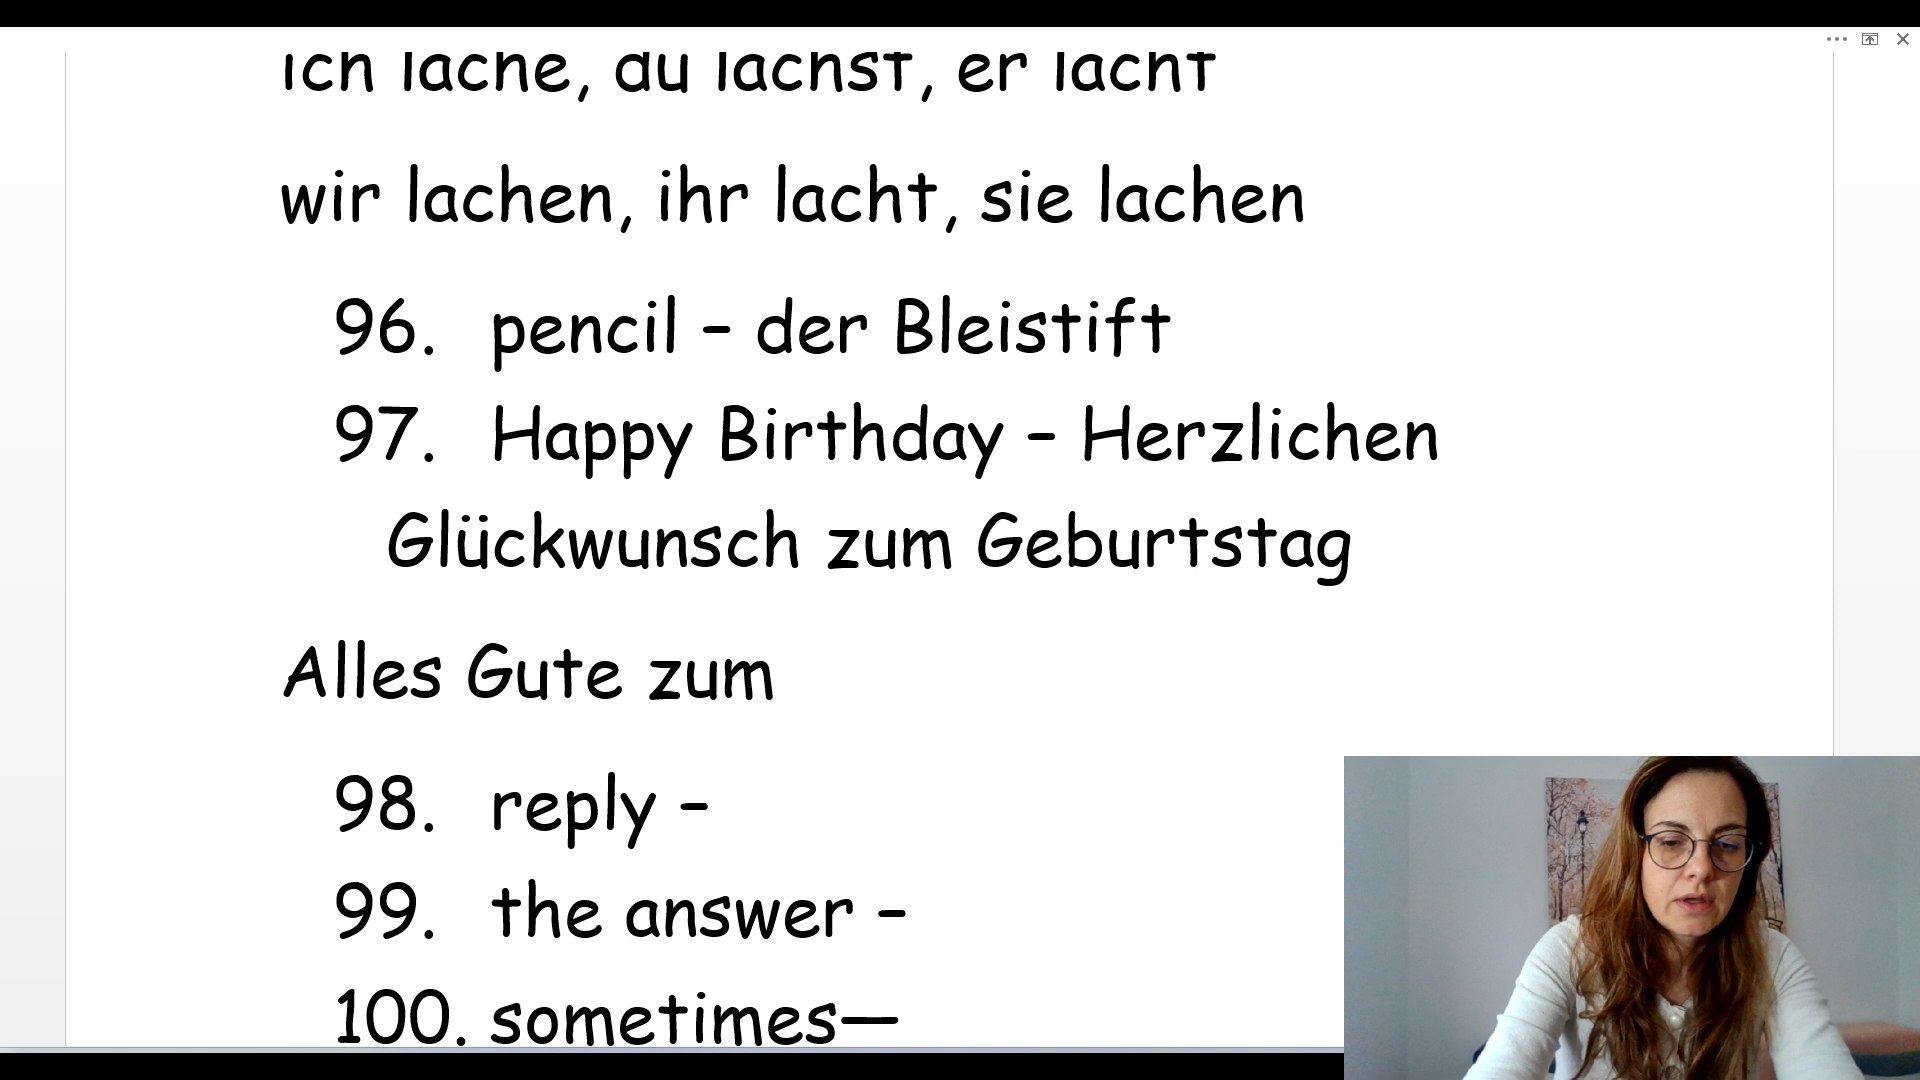 ich lache, du lachst, er lacht
wir lachen, ihr lacht, sie lachen
96. pencil – der Bleistift
97. Happy Birthday – Herzlichen
Glückwunsch zum Geburtstag
Alles Gute zum
98. reply –
99. the answer –
100. sometimes—